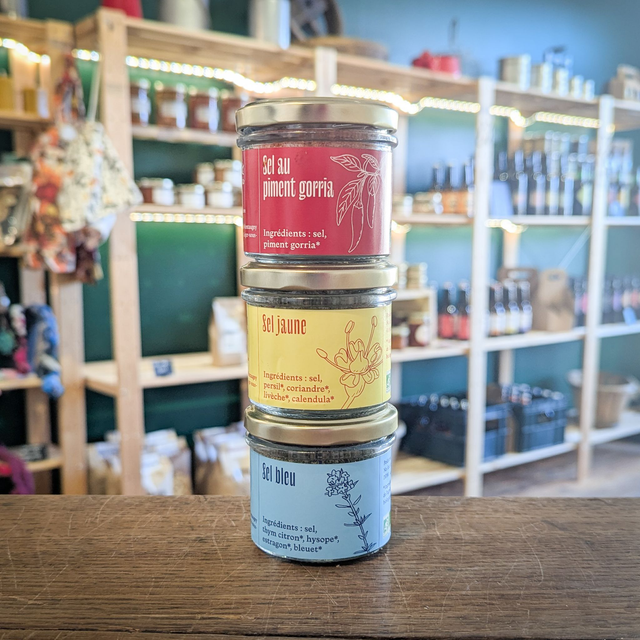 Sel au
piment gorria
Ingrédients : sel,
piment gorria*
Sel jaune
Ingrédients : sel,
persil*, coriandre*,
livèche*, calendula*
Sel bleu
Ingrédients : sel,
thym citron*, hysope*,
estragon*, bleuet*